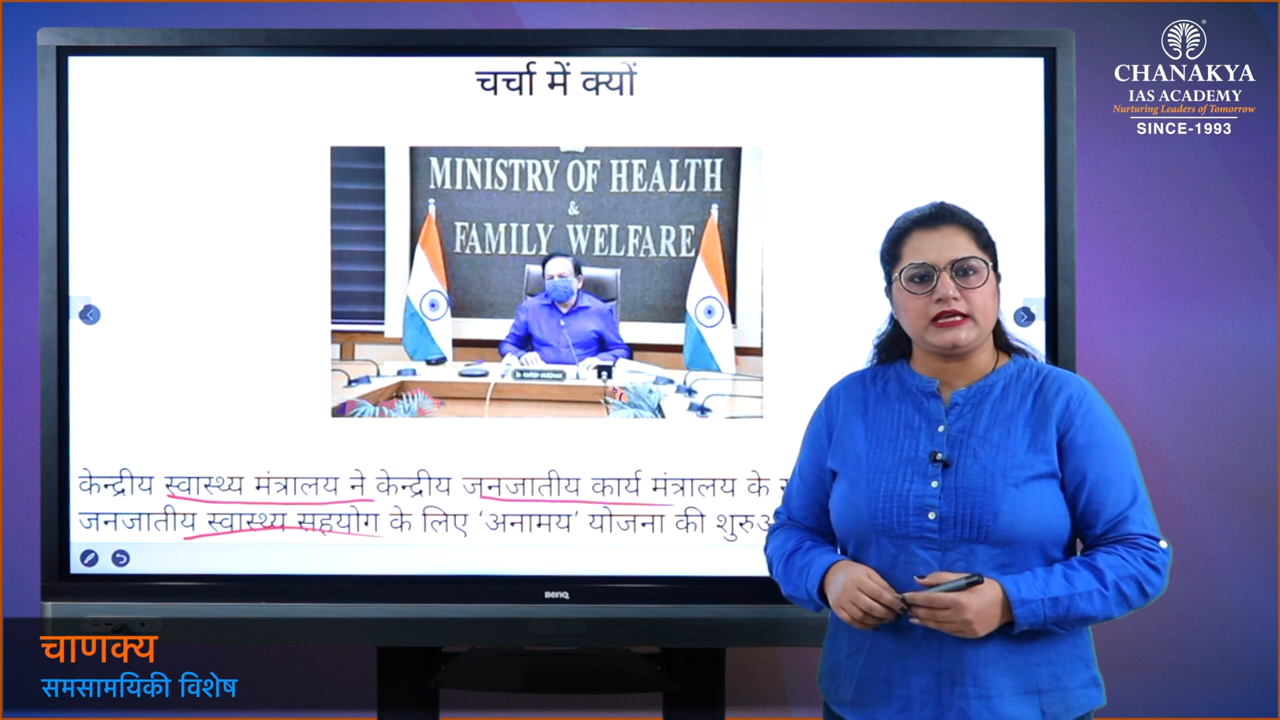 चर्चा में क्यों
MINISTRY OF HEALTH
&
FAMILY WELFARE
केन्द्रीय स्वास्थ्य मंत्रालय ने केन्द्रीय जनजातीय कार्य मंत्रालय के
जनजातीय स्वास्थ्य सहयोग के लिए ‘अनामय’ योजना की
BenQ
CHANAKYA
IAS ACADEMY
Nurturing Leaders of Tomorrow
SINCE-1993
चाणक्य
समसामयिकी विशेष